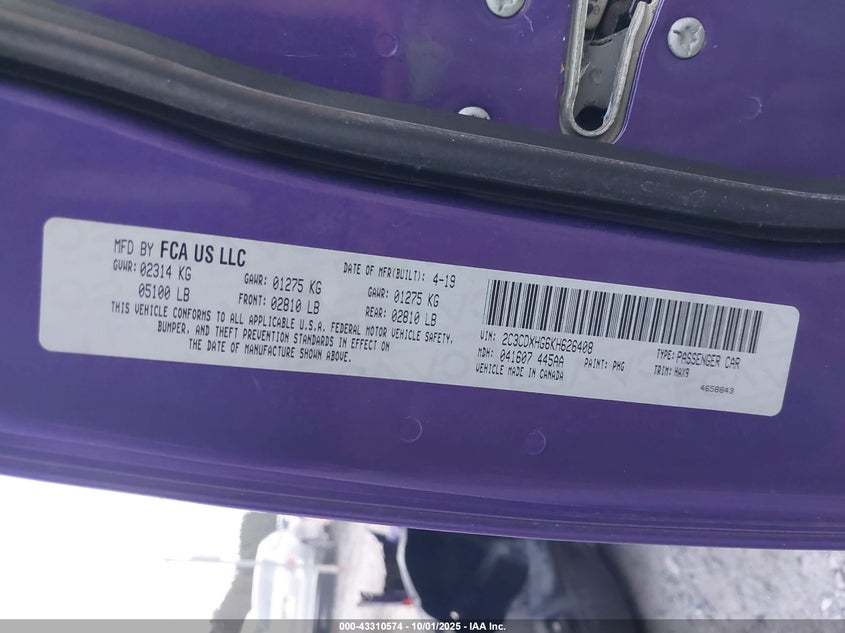 MFD BY FCA US LLC
DATE OF MFR(BUILT): 4-19
GVWR: 02314 KG GAWR: 01275 KG GAWR: 01275 KG
05100 LB FRONT: 02810 LB REAR: 02810 LB
THIS VEHICLE CONFORMS TO ALL APPLICABLE U.S.A. FEDERAL MOTOR VEHICLE SAFETY,
BUMPER, AND THEFT PREVENTION STANDARDS IN EFFECT ON
THE DATE OF MANUFACTURE SHOWN ABOVE.
VIN: 2C3CDXHG6KH626408 TYPE: PASSENGER CAR
MDH: 041607 445AA PAINT: PHG TRIM: HAX9
VEHICLE MADE IN CANADA
4658843
000-43310574 - 10/01/2025 - IAA Inc.